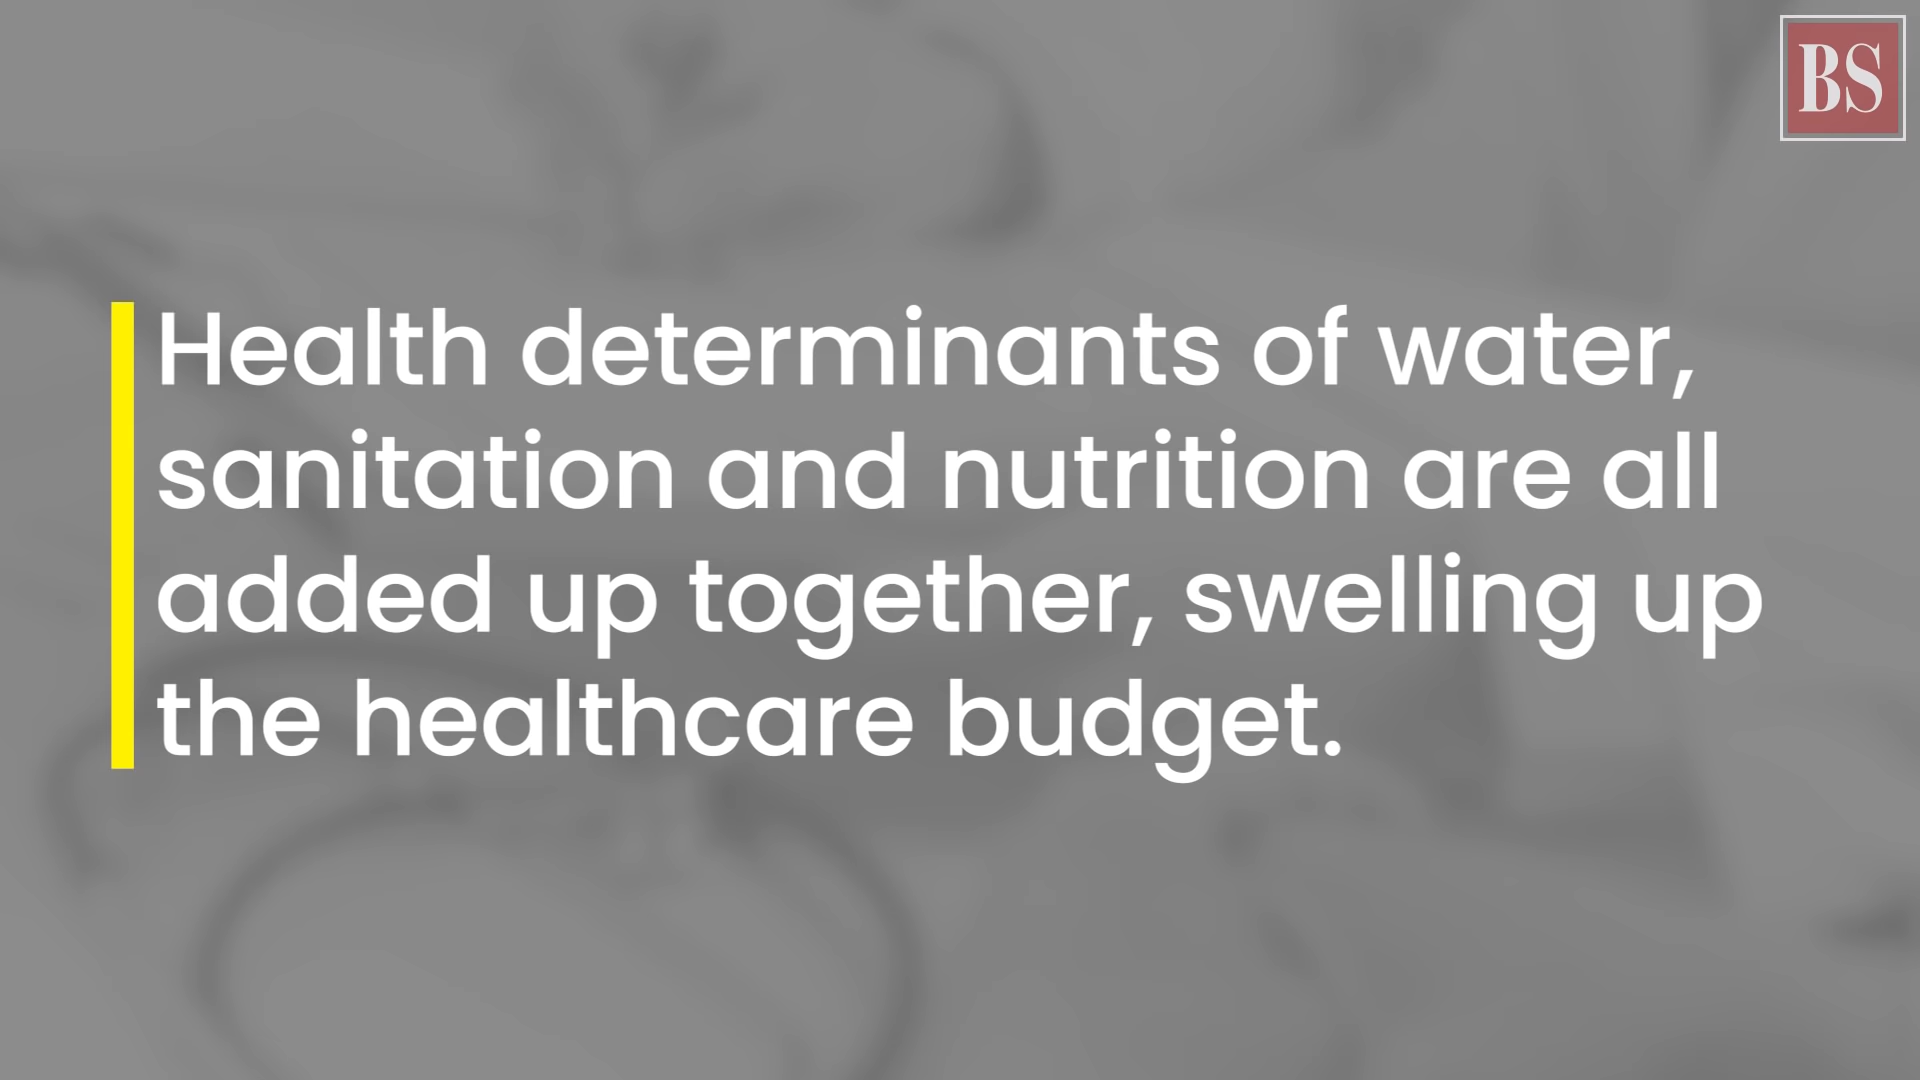 BS
Health determinants of water,
sanitation and nutrition are all
added up together, swelling up
the healthcare budget.